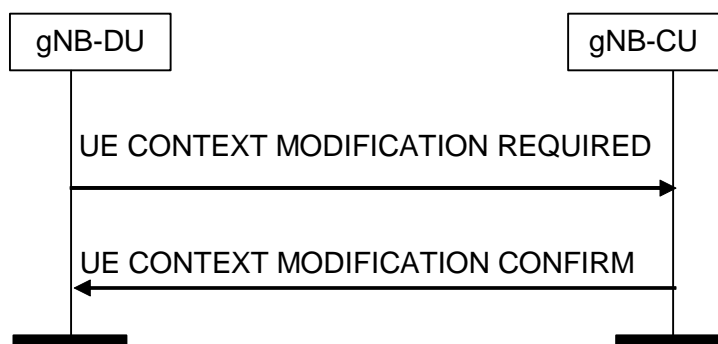 gNB-DU
gNB-CU
UE CONTEXT MODIFICATION REQUIRED
UE CONTEXT MODIFICATION CONFIRM